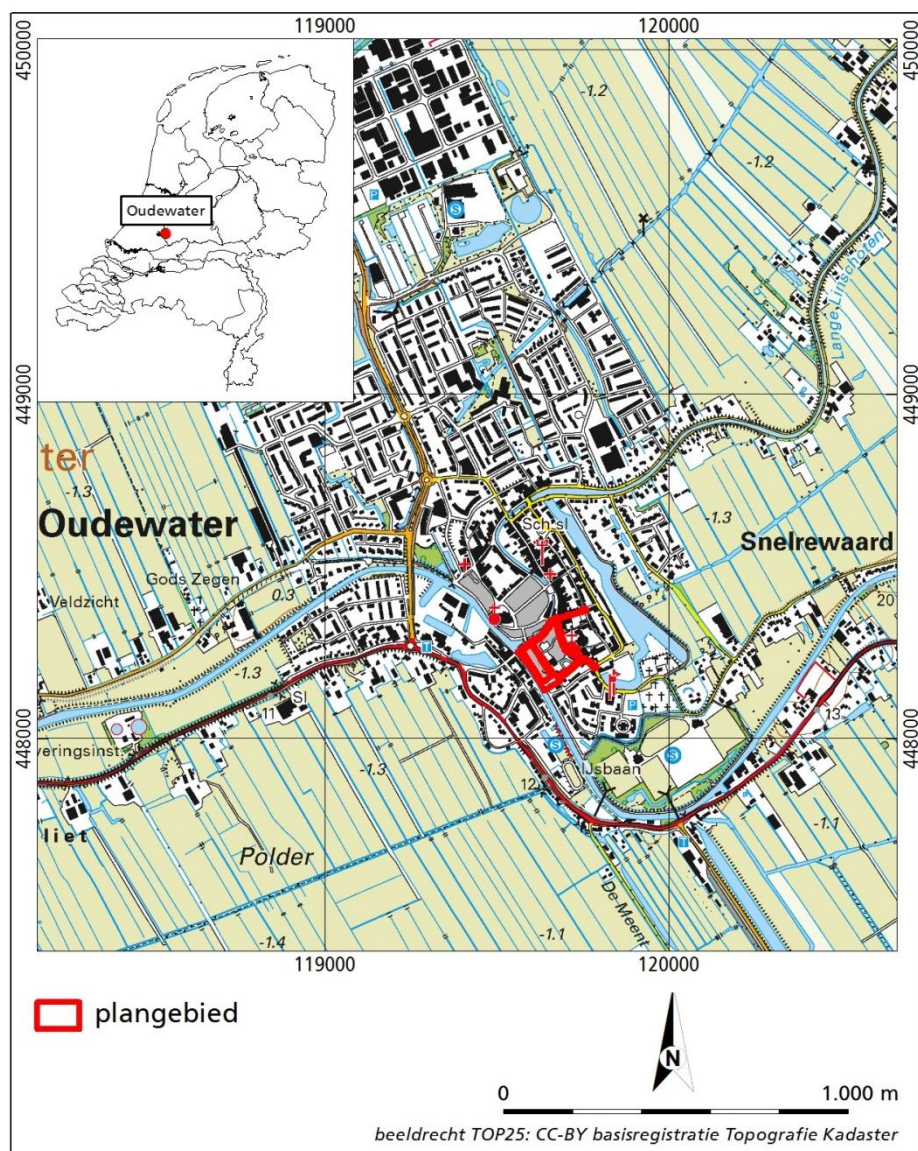 119000
120000
450000
450000
Oudewater
-1.2
P
S
-1.2
Lange Linschoten
449000
449000
ter
-1.3
Oudewater
Sch.sl
-1.3
Snelrewaard
Gods Zegen
Veldzicht
0.3
20
-1.3
T
Sl
11
13
448000
448000
veringsinst.
P
S
S
IJsbaan
-1.3
12
liet
T
-1.1
Polder
De Meent
-1.4
-1.1
119000
120000
plangebied
N
0
1.000 m
beeldrecht TOP25: CC-BY basisregistratie Topografie Kadaster